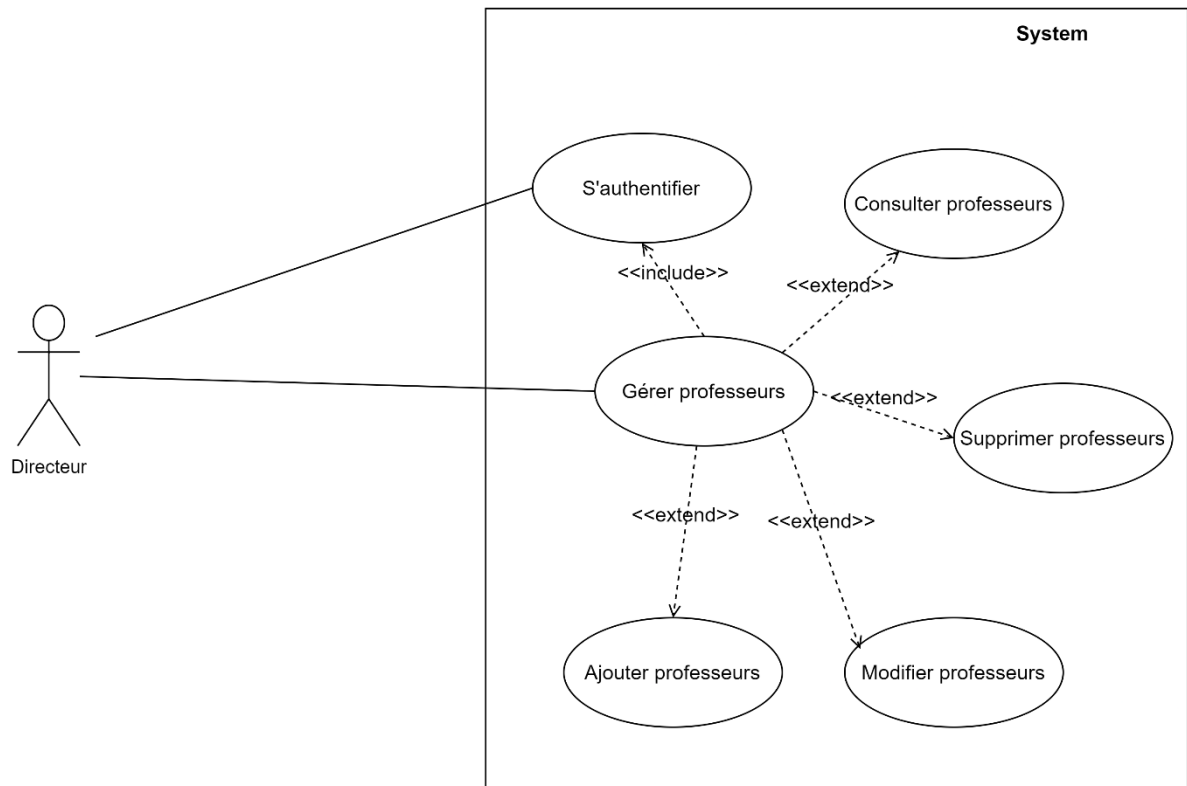 System
S'authentifier
Consulter professeurs
<<include>>
<<extend>>
Gérer professeurs
<<extend>>
Supprimer professeurs
Directeur
<<extend>>
<<extend>>
Ajouter professeurs
Modifier professeurs